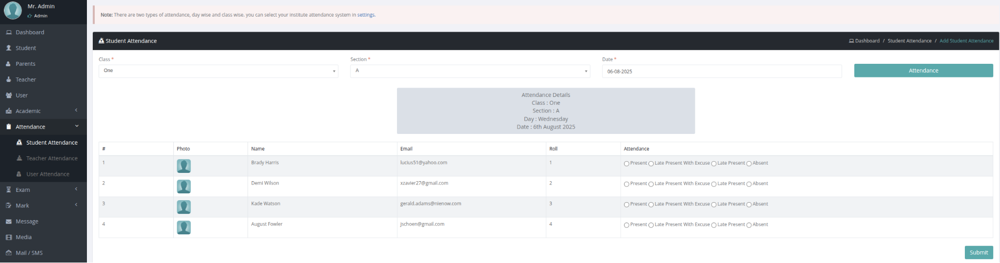 Mr. Admin
Admin
Dashboard
Student
Parents
Teacher
User
Academic
Attendance
Student Attendance
Teacher Attendance
User Attendance
Exam
Mark
Message
Media
Mail / SMS
Note: There are two types of attendance, day wise and class wise. you can select your institute attendance system in settings.
Student Attendance
Dashboard / Student Attendance / Add Student Attendance
Class * Section * Date *
One A 06-08-2025 Attendance
Attendance Details
Class : One
Section : A
Day : Wednesday
Date : 6th August 2025
# Photo Name Email Roll Attendance
1 Brady Harris lucius51@yahoo.com 1 Present Late Present With Excuse Late Present Absent
2 Demi Wilson xzavier27@gmail.com 2 Present Late Present With Excuse Late Present Absent
3 Kade Watson gerald.adams@nienow.com 3 Present Late Present With Excuse Late Present Absent
4 August Fowler jschoen@gmail.com 4 Present Late Present With Excuse Late Present Absent
Submit